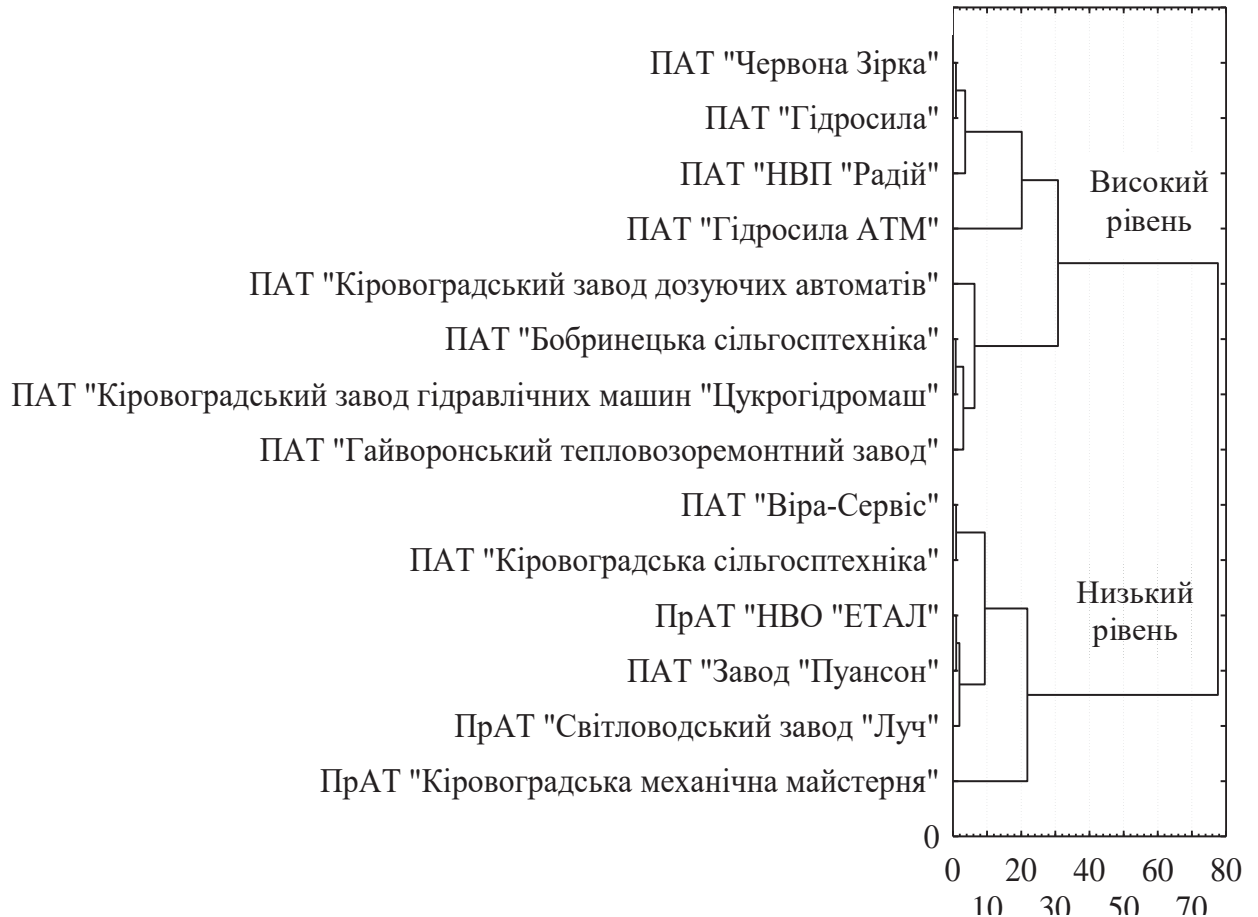 ПАТ "Червона Зірка"
ПАТ "Гідросила"
ПАТ "НВП "Радій"
ПАТ "Гідросила АТМ"
ПАТ "Кіровоградський завод дозуючих автоматів"
ПАТ "Бобринецька сільгосптехніка"
ПАТ "Кіровоградський завод гідравлічних машин "Цукрогідромаш"
ПАТ "Гайворонський тепловозоремонтний завод"
ПАТ "Віра-Сервіс"
ПАТ "Кіровоградська сільгосптехніка"
ПрАТ "НВО "ЕТАЛ"
ПАТ "Завод "Пуансон"
ПрАТ "Світловодський завод "Луч"
ПрАТ "Кіровоградська механічна майстерня"
Високий
рівень
Низький
рівень
0
0 20 40 60 80
10 30 50 70